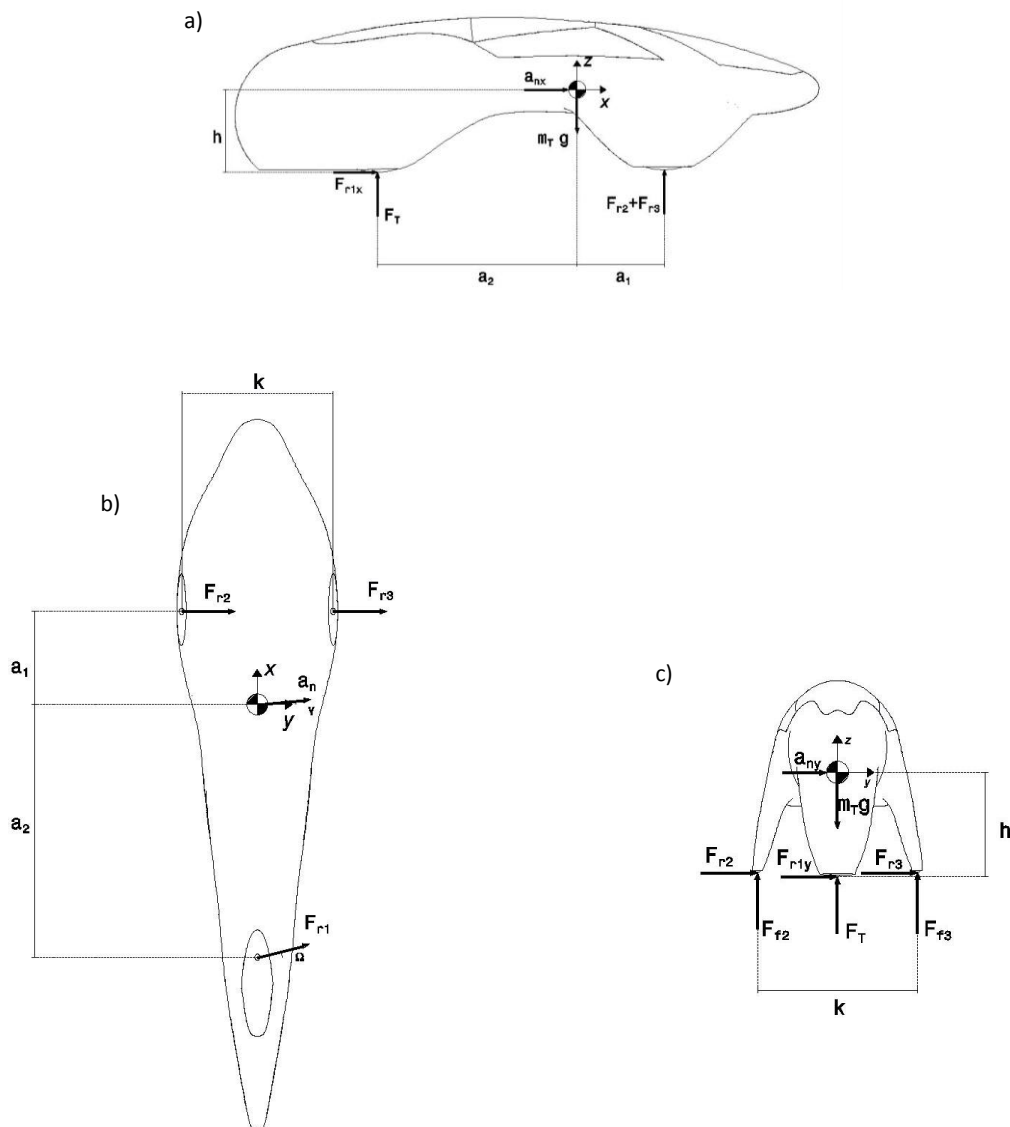 a)
z
a_nx
x
h
m_T g
F_r1x
F_T
F_r2+F_r3
a_2
a_1
k
b)
F_r2
F_r3
a_1
x
a_n
γ
y
a_2
F_r1
Ω
c)
z
a_ny
y
m_Tg
h
F_r2
F_r1y
F_r3
F_f2
F_T
F_f3
k